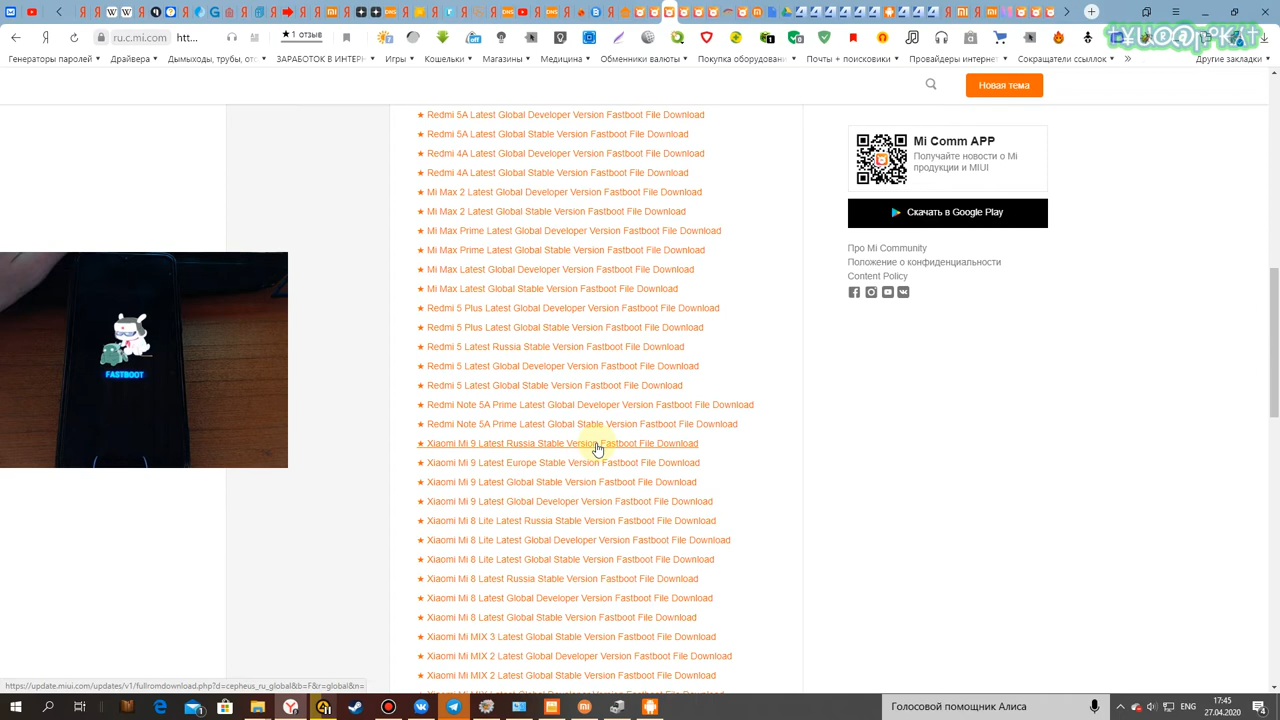 ru.c.mi.com
htt...
★ 1 отзыв
TyuO@PPKAT
Генераторы паролей
Драйвера
Дымыходы, трубы, от
ЗАРАБОТОК В ИНТЕР
Игры
Кошельки
Магазины
Медицина
Обменники валюты
Покупка оборудовани
Почты + поисковики
Провайдеры интернет
Сокращатели ссылок
»
Другие закладки
Новая тема
★ Redmi 5A Latest Global Developer Version Fastboot File Download
★ Redmi 5A Latest Global Stable Version Fastboot File Download
★ Redmi 4A Latest Global Developer Version Fastboot File Download
★ Redmi 4A Latest Global Stable Version Fastboot File Download
★ Mi Max 2 Latest Global Developer Version Fastboot File Download
★ Mi Max 2 Latest Global Stable Version Fastboot File Download
★ Mi Max Prime Latest Global Developer Version Fastboot File Download
★ Mi Max Prime Latest Global Stable Version Fastboot File Download
★ Mi Max Latest Global Developer Version Fastboot File Download
★ Mi Max Latest Global Stable Version Fastboot File Download
★ Redmi 5 Plus Latest Global Developer Version Fastboot File Download
★ Redmi 5 Plus Latest Global Stable Version Fastboot File Download
★ Redmi 5 Latest Russia Stable Version Fastboot File Download
★ Redmi 5 Latest Global Developer Version Fastboot File Download
★ Redmi 5 Latest Global Stable Version Fastboot File Download
★ Redmi Note 5A Prime Latest Global Developer Version Fastboot File Download
★ Redmi Note 5A Prime Latest Global Stable Version Fastboot File Download
★ Xiaomi Mi 9 Latest Russia Stable Version Fastboot File Download
★ Xiaomi Mi 9 Latest Europe Stable Version Fastboot File Download
★ Xiaomi Mi 9 Latest Global Stable Version Fastboot File Download
★ Xiaomi Mi 9 Latest Global Developer Version Fastboot File Download
★ Xiaomi Mi 8 Lite Latest Russia Stable Version Fastboot File Download
★ Xiaomi Mi 8 Lite Latest Global Developer Version Fastboot File Download
★ Xiaomi Mi 8 Lite Latest Global Stable Version Fastboot File Download
★ Xiaomi Mi 8 Latest Russia Stable Version Fastboot File Download
★ Xiaomi Mi 8 Latest Global Developer Version Fastboot File Download
★ Xiaomi Mi 8 Latest Global Stable Version Fastboot File Download
★ Xiaomi Mi MIX 3 Latest Global Stable Version Fastboot File Download
★ Xiaomi Mi MIX 2 Latest Global Developer Version Fastboot File Download
★ Xiaomi Mi MIX 2 Latest Global Stable Version Fastboot File Download
Mi Comm APP
Получайте новости о Mi
продукции и MIUI
Скачать в Google Play
Про Mi Community
Положение о конфиденциальности
Content Policy
FASTBOOT
https://update.miui.com/updates/v1/fullromdownload.php?d=cepheus_ru_global&b=F&r=global&n=
Голосовой помощник Алиса
17:45
27.04.2020